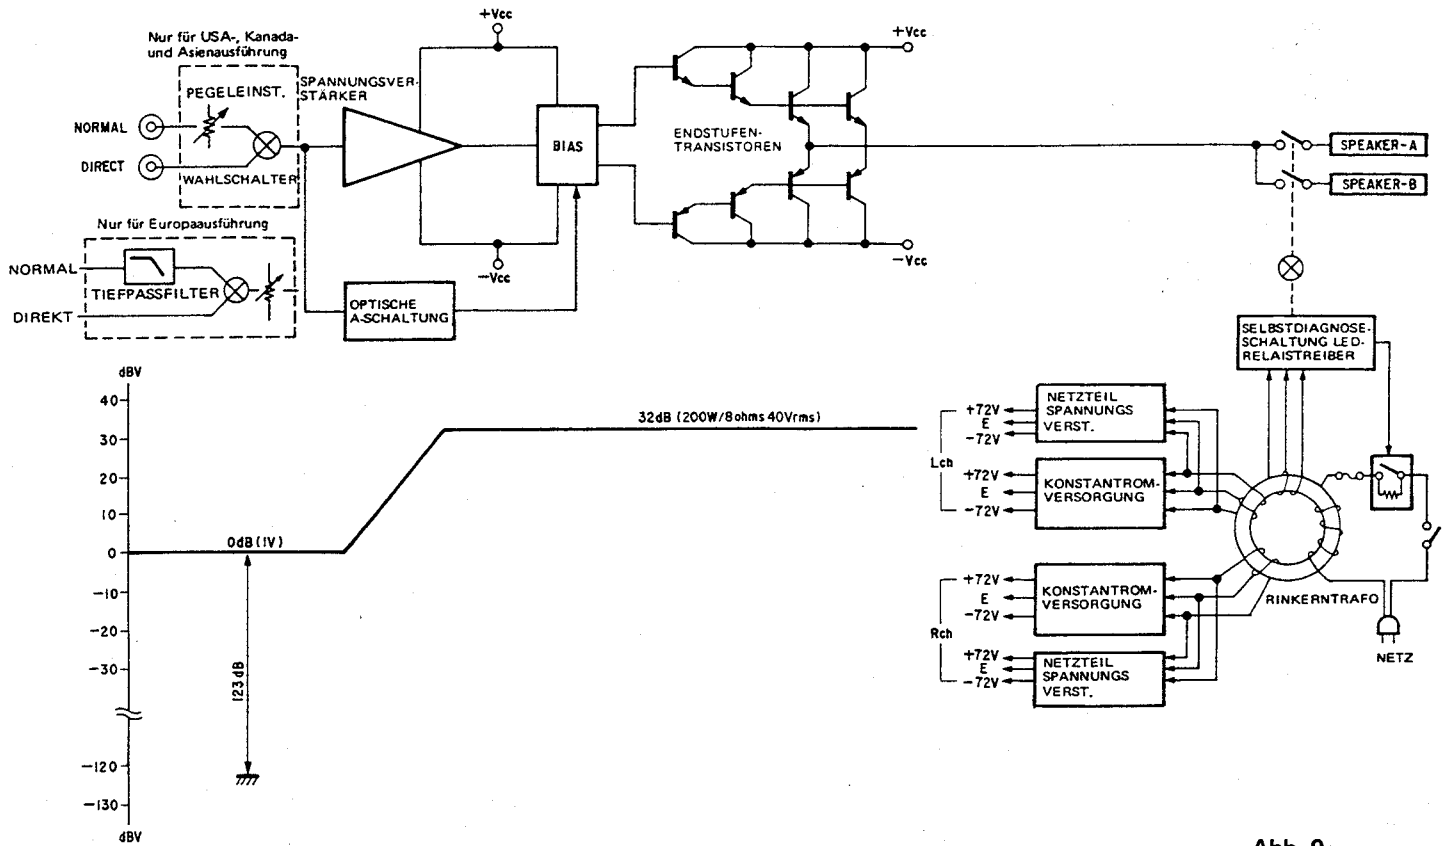 Nur für USA-, Kanada-
und Asienausführung
+Vcc
+Vcc
PEGELEINST.
SPANNUNGSVER-
STÄRKER
NORMAL
DIRECT
WAHLSCHALTER
BIAS
ENDSTUFEN-
TRANSISTOREN
SPEAKER-A
SPEAKER-B
Nur für Europaausführung
NORMAL
TIEFPASSFILTER
DIREKT
-Vcc
-Vcc
OPTISCHE
A-SCHALTUNG
SELBSTDIAGNOSE-
SCHALTUNG LED-
RELAISTREIBER
dBV
40
30
20
10
0
-10
-20
-30
-120
-130
dBV
0dB (1V)
32dB (200W/8ohms 40Vrms)
123dB
Lch
+72V
E
-72V
NETZTEIL
SPANNUNGS
VERST.
+72V
E
-72V
KONSTANTROM-
VERSORGUNG
Rch
+72V
E
-72V
KONSTANTROM-
VERSORGUNG
+72V
E
-72V
NETZTEIL
SPANNUNGS
VERST.
RINKERNTRAFO
NETZ